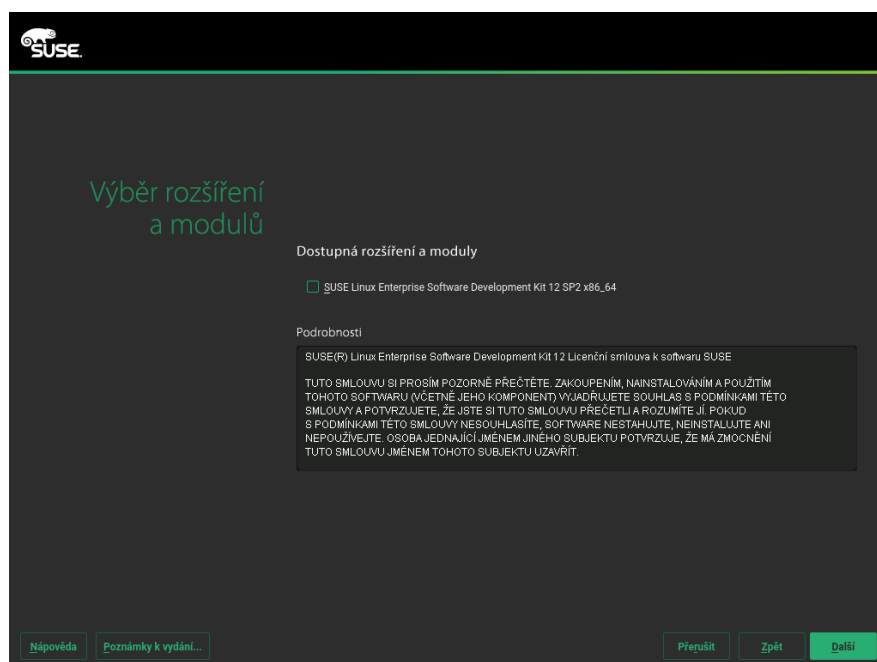 SUSE.
Výběr rozšíření
a modulů
Dostupná rozšíření a moduly
SUSE Linux Enterprise Software Development Kit 12 SP2 x86_64
Podrobnosti
SUSE(R) Linux Enterprise Software Development Kit 12 Licenční smlouva k softwaru SUSE
TUTO SMLOUVU SI PROSÍM POZORNĚ PŘEČTĚTE. ZAKOUPENÍM, NAINSTALOVÁNÍM A POUŽITÍM
TOHOTO SOFTWARU (VČETNĚ JEHO KOMPONENT) VYJADŘUJETE SOUHLAS S PODMÍNKAMI TÉTO
SMLOUVY A POTVRZUJETE, ŽE JSTE SI TUTO SMLOUVU PŘEČETLI A ROZUMÍTE JÍ. POKUD
S PODMÍNKAMI TÉTO SMLOUVY NESOUHLASÍTE, SOFTWARE NESTAHUJTE, NEINSTALUJTE ANI
NEPOUŽÍVEJTE. OSOBA JEDNAJÍCÍ JMÉNEM JINÉHO SUBJEKTU POTVRZUJE, ŽE MÁ ZMOCNĚNÍ
TUTO SMLOUVU JMÉNEM TOHOTO SUBJEKTU UZAVŘÍT.
Nápověda Poznámky k vydání... Přerušit Zpět Další